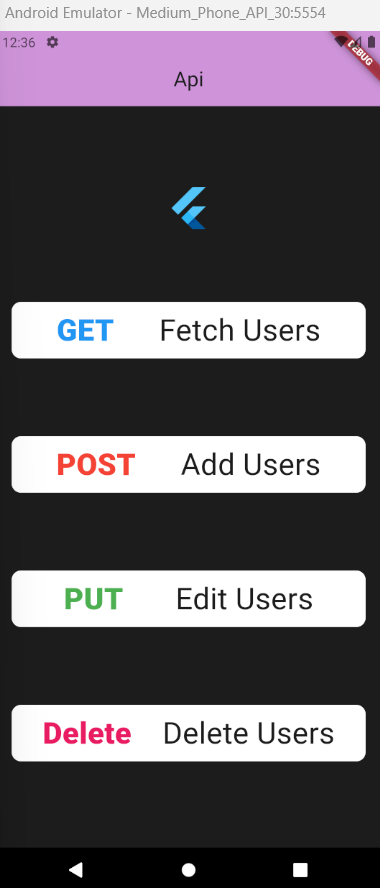 Android Emulator - Medium_Phone_API_30:5554
12:36
DEBUG
Api
GET Fetch Users
POST Add Users
PUT Edit Users
Delete Delete Users